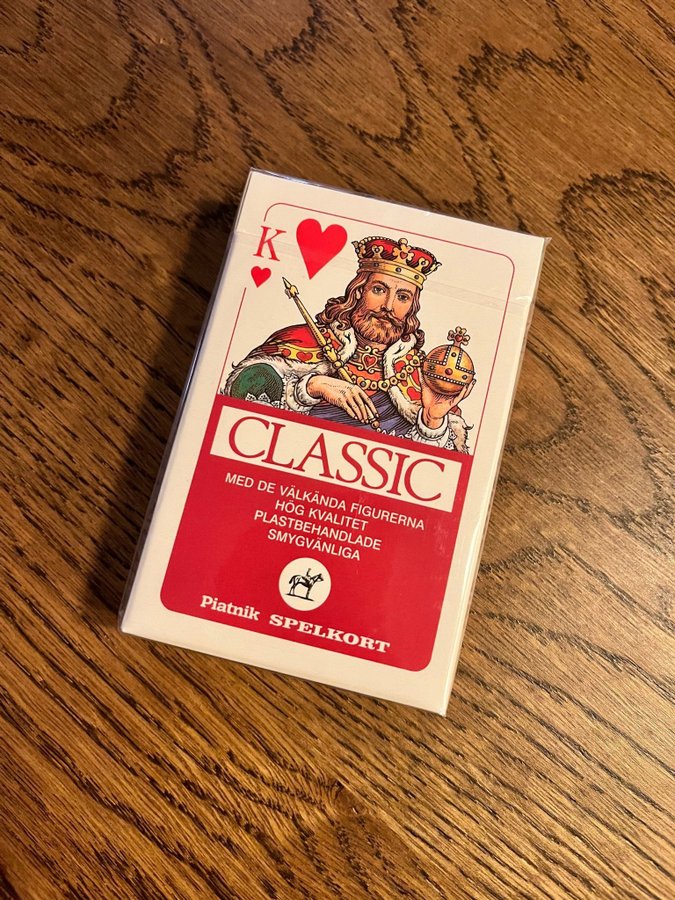 K
CLASSIC
MED DE VÄLKÄNDA FIGURERNA
HÖG KVALITET
PLASTBEHANDLADE
SMYGVÄNLIGA
Piatnik SPELKORT